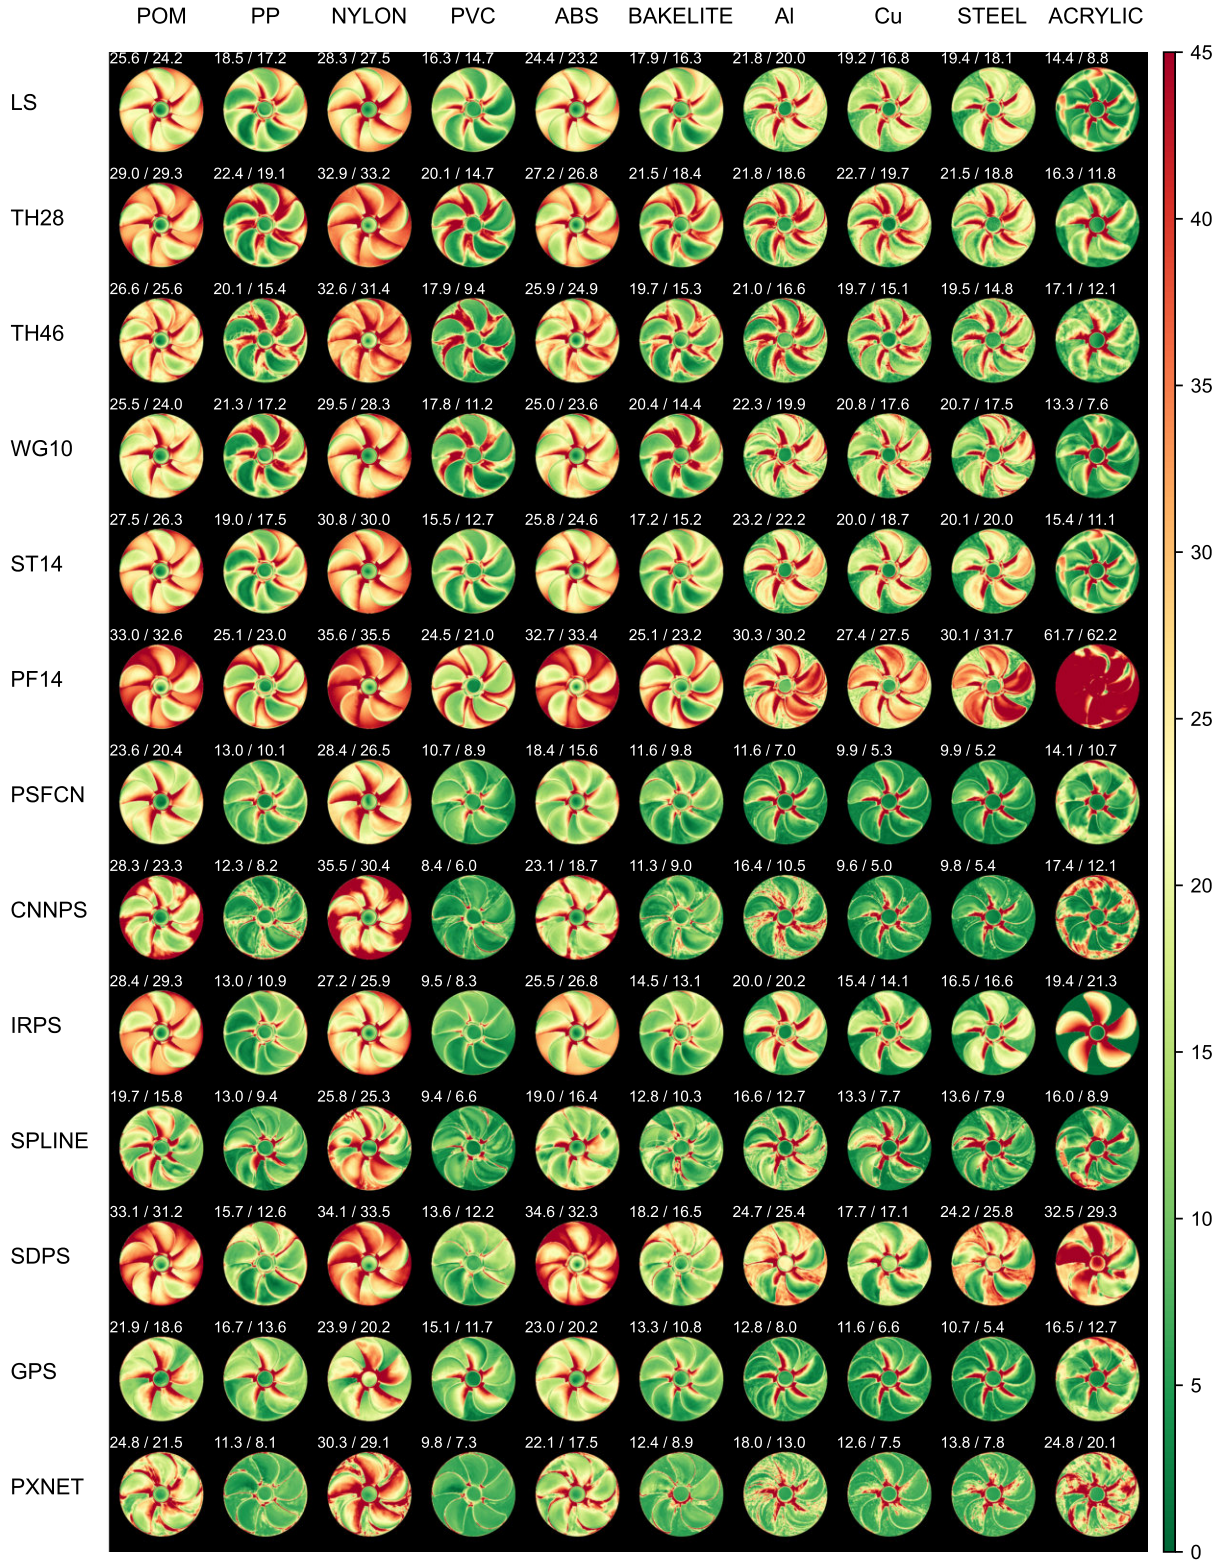 POM PP NYLON PVC ABS BAKELITE Al Cu STEEL ACRYLIC
25.6 / 24.2 18.5 / 17.2 28.3 / 27.5 16.3 / 14.7 24.4 / 23.2 17.9 / 16.3 21.8 / 20.0 19.2 / 16.8 19.4 / 18.1 14.4 / 8.8 45
LS
29.0 / 29.3 22.4 / 19.1 32.9 / 33.2 20.1 / 14.7 27.2 / 26.8 21.5 / 18.4 21.8 / 18.6 22.7 / 19.7 21.5 / 18.8 16.3 / 11.8
TH28 40
26.6 / 25.6 20.1 / 15.4 32.6 / 31.4 17.9 / 9.4 25.9 / 24.9 19.7 / 15.3 21.0 / 16.6 19.7 / 15.1 19.5 / 14.8 17.1 / 12.1
TH46
35
25.5 / 24.0 21.3 / 17.2 29.5 / 28.3 17.8 / 11.2 25.0 / 23.6 20.4 / 14.4 22.3 / 19.9 20.8 / 17.6 20.7 / 17.5 13.3 / 7.6
WG10
27.5 / 26.3 19.0 / 17.5 30.8 / 30.0 15.5 / 12.7 25.8 / 24.6 17.2 / 15.2 23.2 / 22.2 20.0 / 18.7 20.1 / 20.0 15.4 / 11.1
30
ST14
33.0 / 32.6 25.1 / 23.0 35.6 / 35.5 24.5 / 21.0 32.7 / 33.4 25.1 / 23.2 30.3 / 30.2 27.4 / 27.5 30.1 / 31.7 61.7 / 62.2
PF14
25
23.6 / 20.4 13.0 / 10.1 28.4 / 26.5 10.7 / 8.9 18.4 / 15.6 11.6 / 9.8 11.6 / 7.0 9.9 / 5.3 9.9 / 5.2 14.1 / 10.7
PSFCN
28.3 / 23.3 12.3 / 8.2 35.5 / 30.4 8.4 / 6.0 23.1 / 18.7 11.3 / 9.0 16.4 / 10.5 9.6 / 5.0 9.8 / 5.4 17.4 / 12.1
20
CNNPS
28.4 / 29.3 13.0 / 10.9 27.2 / 25.9 9.5 / 8.3 25.5 / 26.8 14.5 / 13.1 20.0 / 20.2 15.4 / 14.1 16.5 / 16.6 19.4 / 21.3
IRPS
15
19.7 / 15.8 13.0 / 9.4 25.8 / 25.3 9.4 / 6.6 19.0 / 16.4 12.8 / 10.3 16.6 / 12.7 13.3 / 7.7 13.6 / 7.9 16.0 / 8.9
SPLINE
33.1 / 31.2 15.7 / 12.6 34.1 / 33.5 13.6 / 12.2 34.6 / 32.3 18.2 / 16.5 24.7 / 25.4 17.7 / 17.1 24.2 / 25.8 32.5 / 29.3
10
SDPS
21.9 / 18.6 16.7 / 13.6 23.9 / 20.2 15.1 / 11.7 23.0 / 20.2 13.3 / 10.8 12.8 / 8.0 11.6 / 6.6 10.7 / 5.4 16.5 / 12.7
GPS
5
24.8 / 21.5 11.3 / 8.1 30.3 / 29.1 9.8 / 7.3 22.1 / 17.5 12.4 / 8.9 18.0 / 13.0 12.6 / 7.5 13.8 / 7.8 24.8 / 20.1
PXNET
0